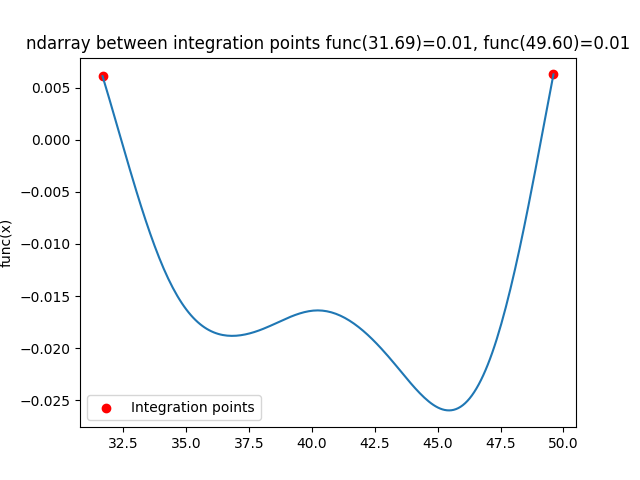 ndarray between integration points func(31.69)=0.01, func(49.60)=0.01
0.005
0.000
−0.005
−0.010
−0.015
−0.020
−0.025
func(x)
Integration points
32.5 35.0 37.5 40.0 42.5 45.0 47.5 50.0